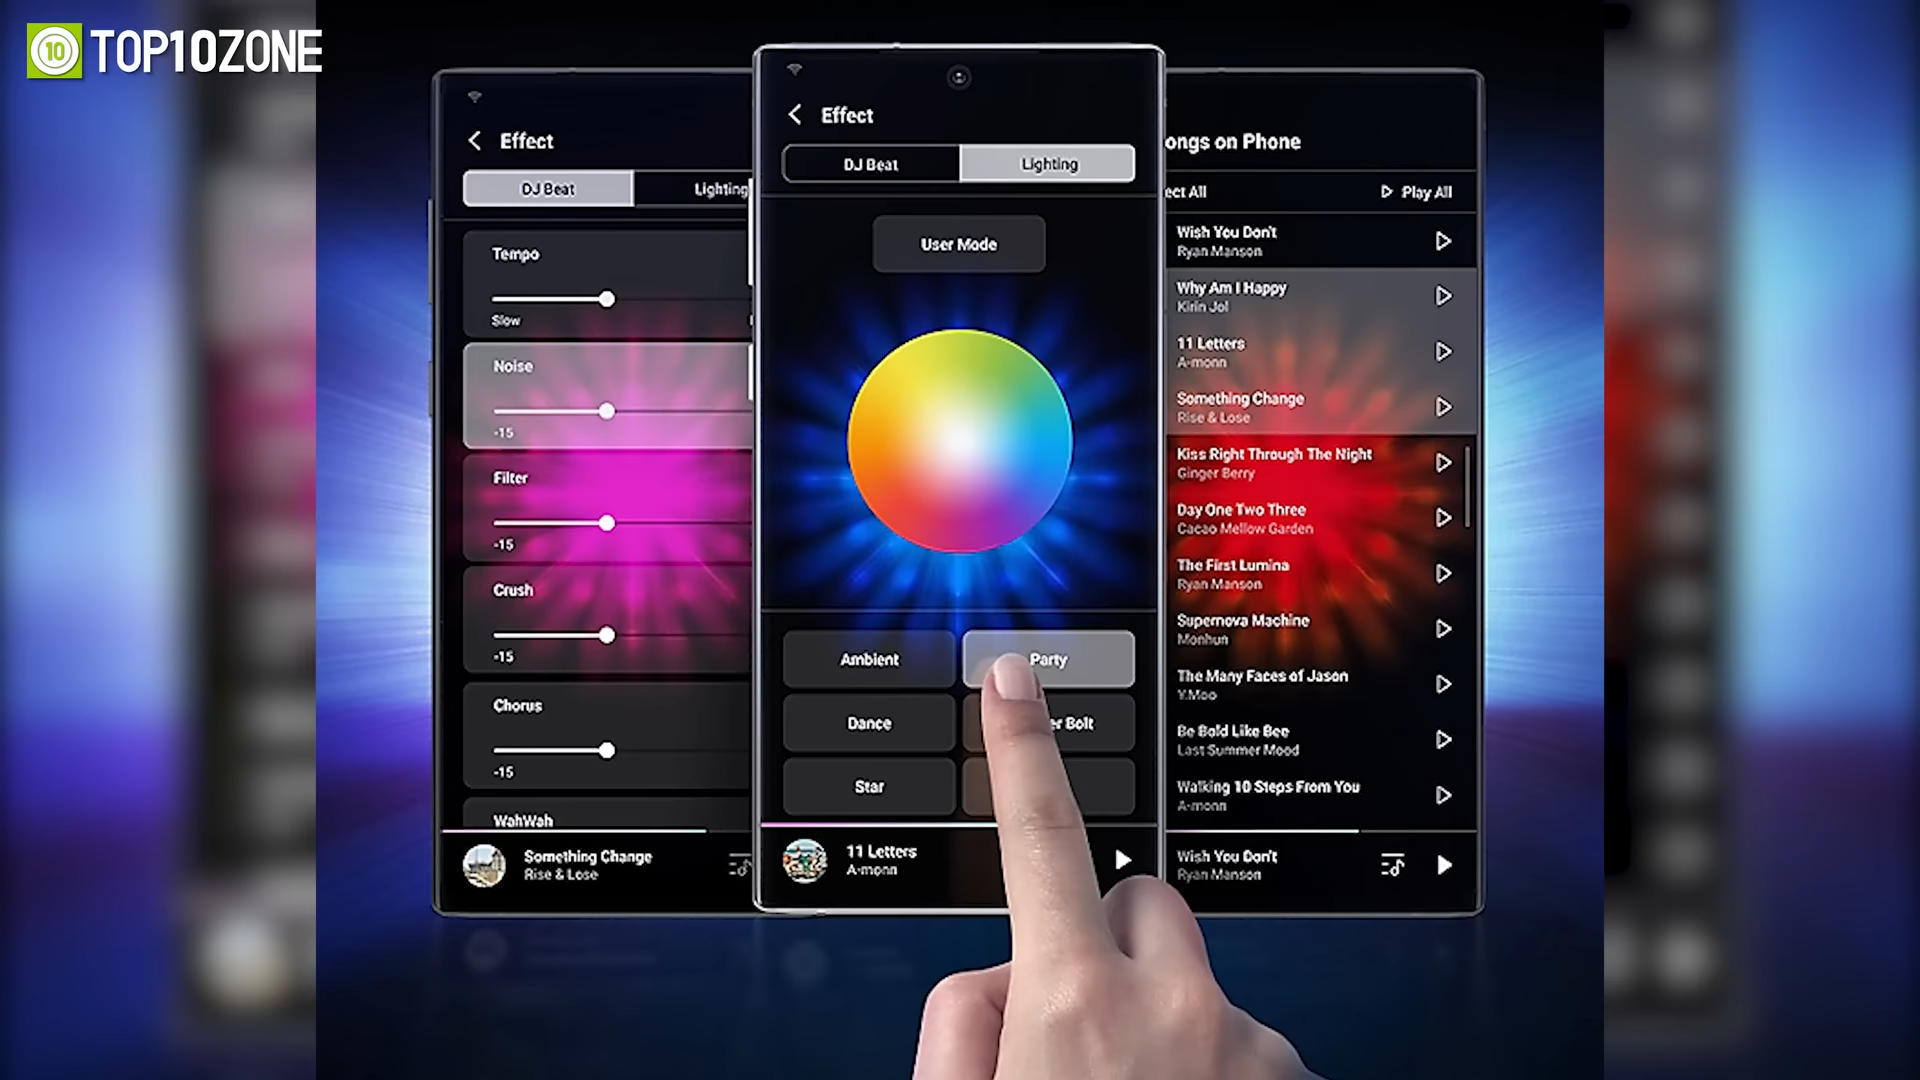 10 TOP10ZONE
Effect
DJ Beat
Lighting
Tempo
Slow
Noise
-15
Filter
-15
Crush
-15
Chorus
-15
WahWah
Something Change
Rise & Lose
Effect
DJ Beat
Lighting
User Mode
Ambient
Party
Dance
er Bolt
Star
11 Letters
A-monn
ongs on Phone
ect All
Play All
Wish You Don't
Ryan Manson
Why Am I Happy
Kirin Jol
11 Letters
A-monn
Something Change
Rise & Lose
Kiss Right Through The Night
Ginger Berry
Day One Two Three
Cacao Mellow Garden
The First Lumina
Ryan Manson
Supernova Machine
Monhun
The Many Faces of Jason
Y.Moo
Be Bold Like Bee
Last Summer Mood
Walking 10 Steps From You
A-monn
Wish You Don't
Ryan Manson